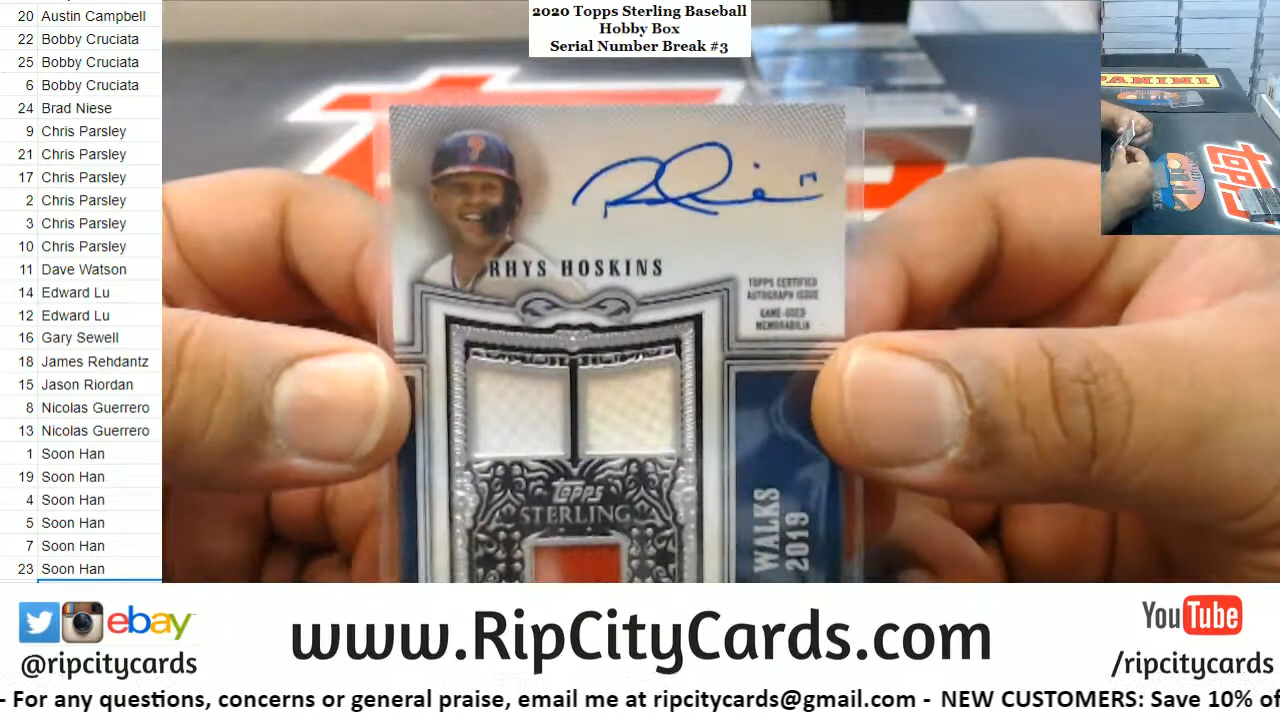 20 Austin Campbell
22 Bobby Cruciata
25 Bobby Cruciata
6 Bobby Cruciata
24 Brad Niese
9 Chris Parsley
21 Chris Parsley
17 Chris Parsley
2 Chris Parsley
3 Chris Parsley
10 Chris Parsley
11 Dave Watson
14 Edward Lu
12 Edward Lu
16 Gary Sewell
18 James Rehdantz
15 Jason Riordan
8 Nicolas Guerrero
13 Nicolas Guerrero
1 Soon Han
19 Soon Han
4 Soon Han
5 Soon Han
7 Soon Han
23 Soon Han
2020 Topps Sterling Baseball
Hobby Box
Serial Number Break #3
17
RHYS HOSKINS
TOPPS CERTIFIED
AUTOGRAPH ISSUE
GAME-USED
MEMORABILIA
topps
STERLING
WALKS
2019
PANINI
topps
ebay
@ripcitycards
www.RipCityCards.com
YouTube
/ripcitycards
- For any questions, concerns or general praise, email me at ripcitycards@gmail.com - NEW CUSTOMERS: Save 10% of